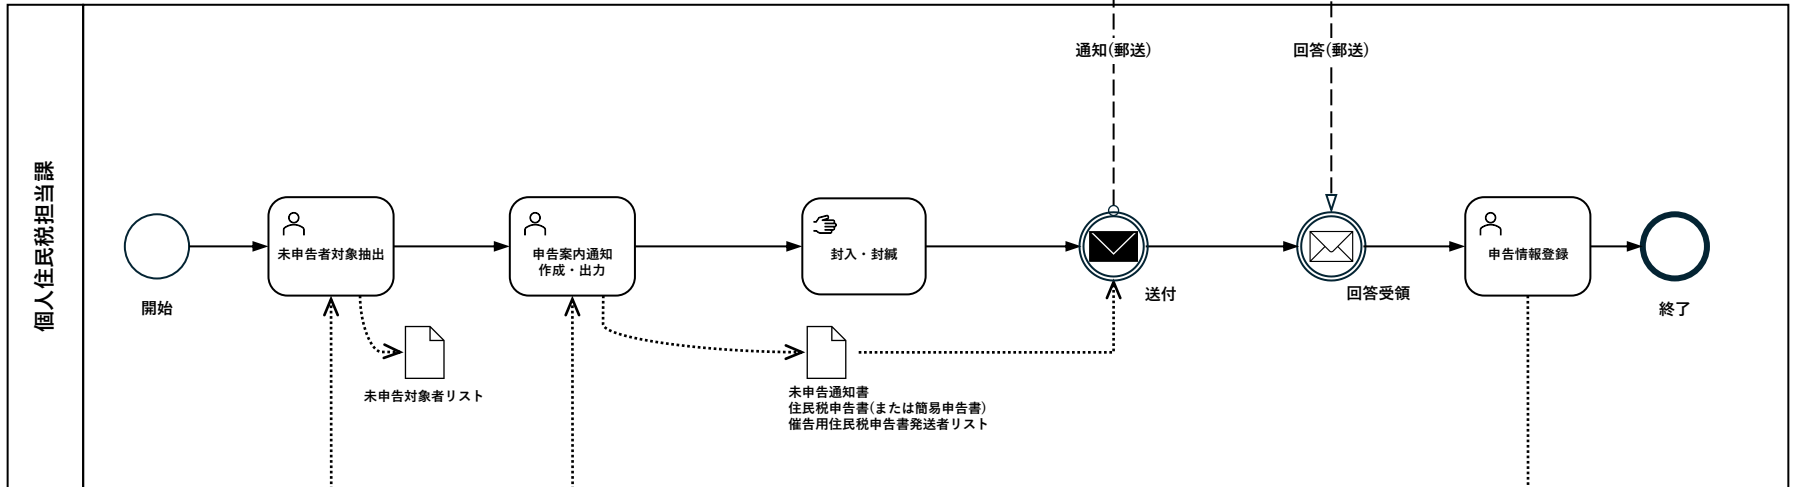 通知(郵送)
回答(郵送)
個人住民税担当課
未申告者対象抽出
申告案内通知
作成・出力
封入・封緘
申告情報登録
開始
送付
回答受領
終了
未申告対象者リスト
未申告通知書
住民税申告書(または簡易申告書)
催告用住民税申告書発送者リスト